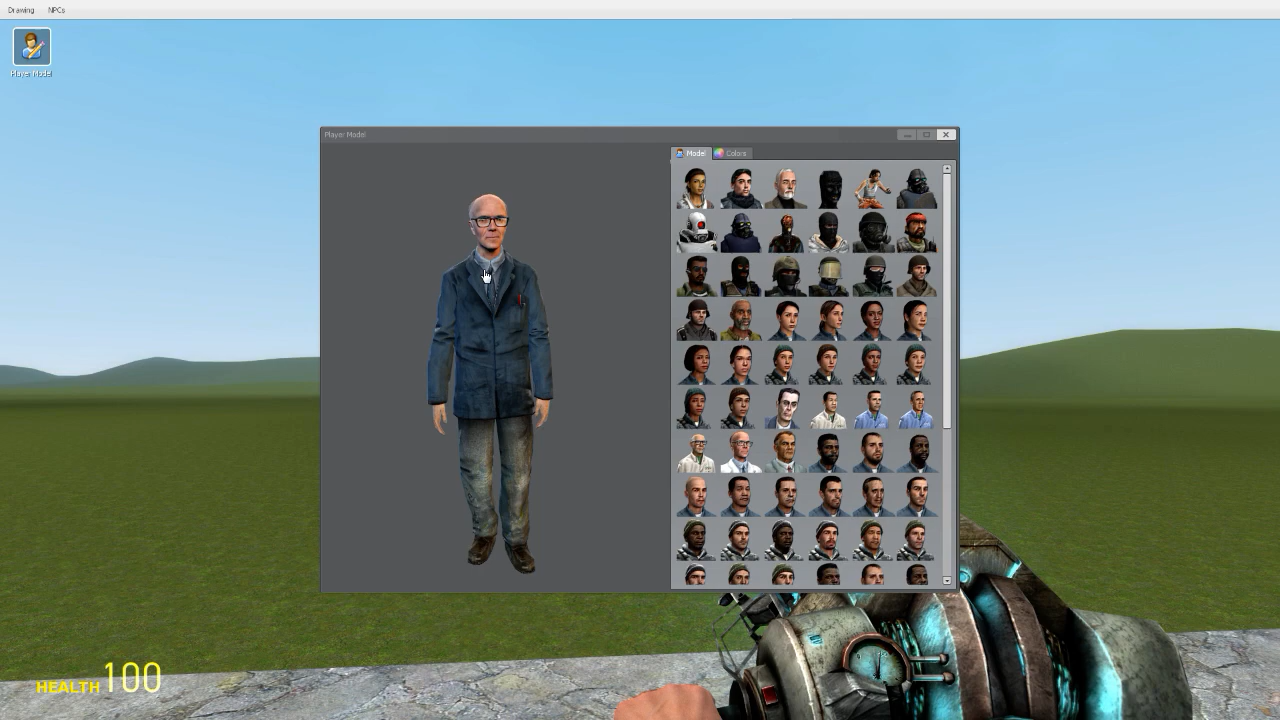 Drawing NPCs
Player Model
Player Model
Model Colors
HEALTH 100